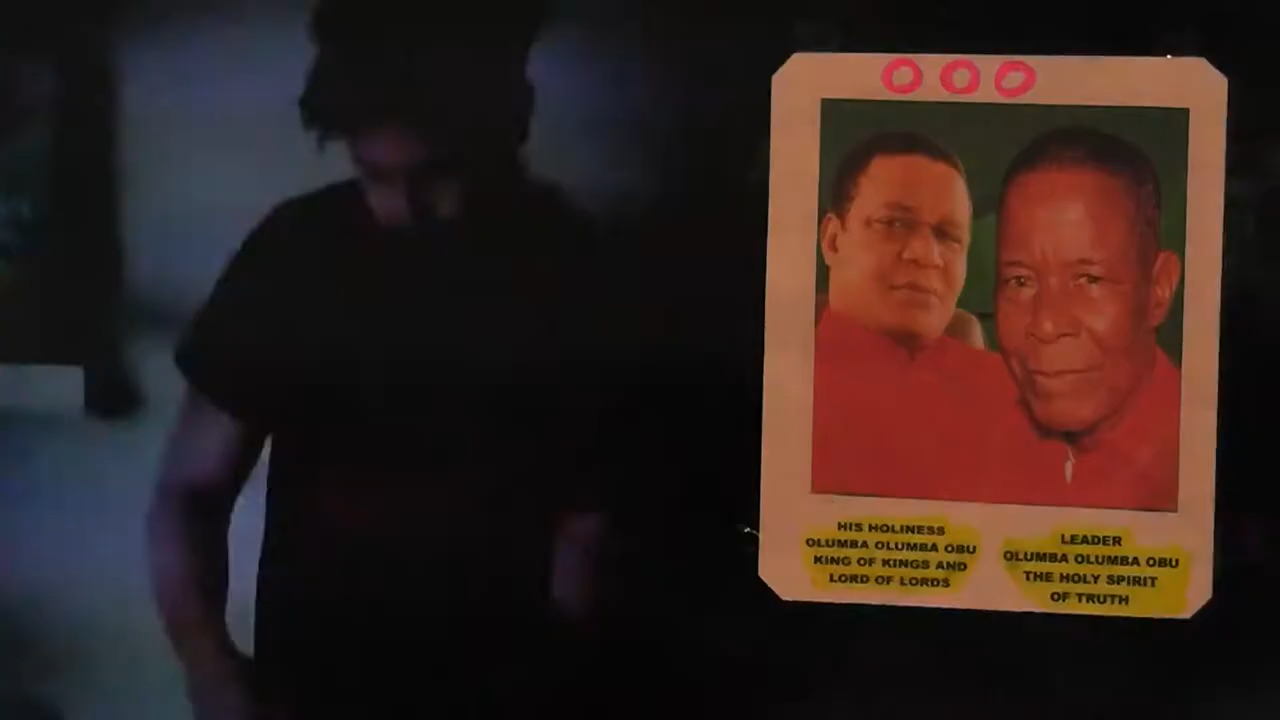 O O O
HIS HOLINESS
OLUMBA OLUMBA OBU
KING OF KINGS AND
LORD OF LORDS
LEADER
OLUMBA OLUMBA OBU
THE HOLY SPIRIT
OF TRUTH